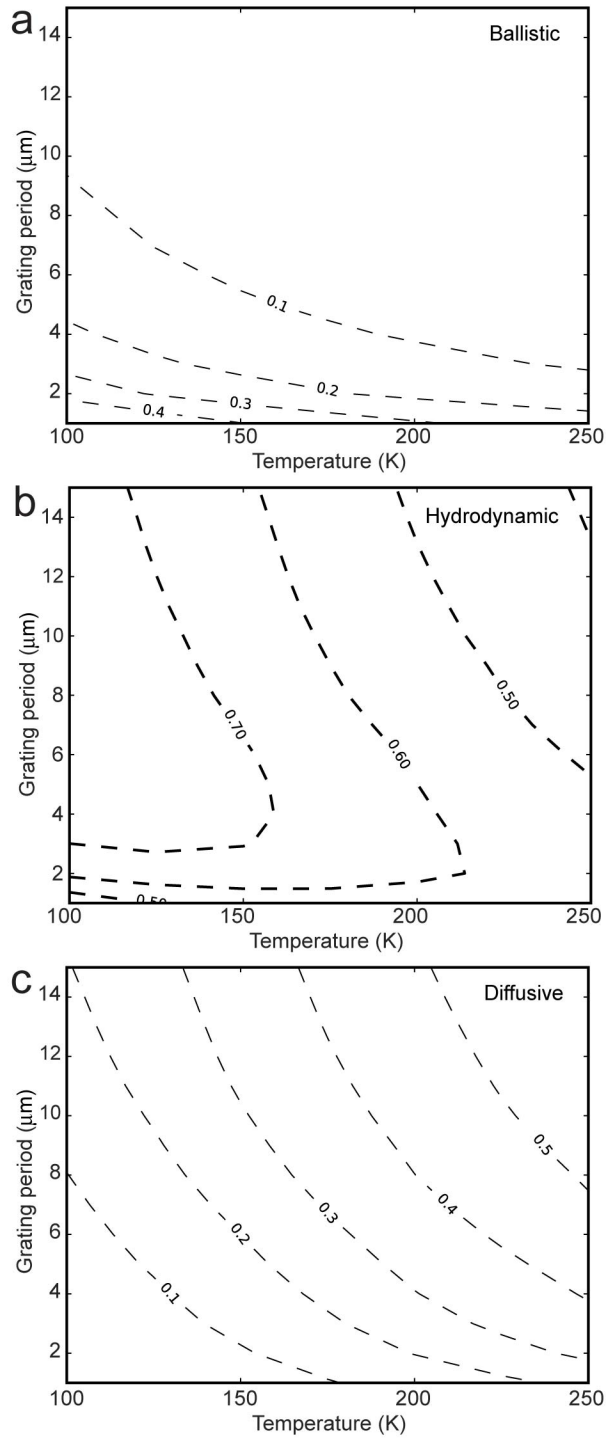 a
Ballistic
14
12
10
8
6
4
2
0.1
0.2
0.3
0.4
100 150 200 250
Temperature (K)
Grating period (μm)
b
Hydrodynamic
14
12
10
8
6
4
2
0.70
0.60
0.50
0.50
100 150 200 250
Temperature (K)
Grating period (μm)
c
Diffusive
14
12
10
8
6
4
2
0.5
0.4
0.3
0.2
0.1
100 150 200 250
Temperature (K)
Grating period (μm)